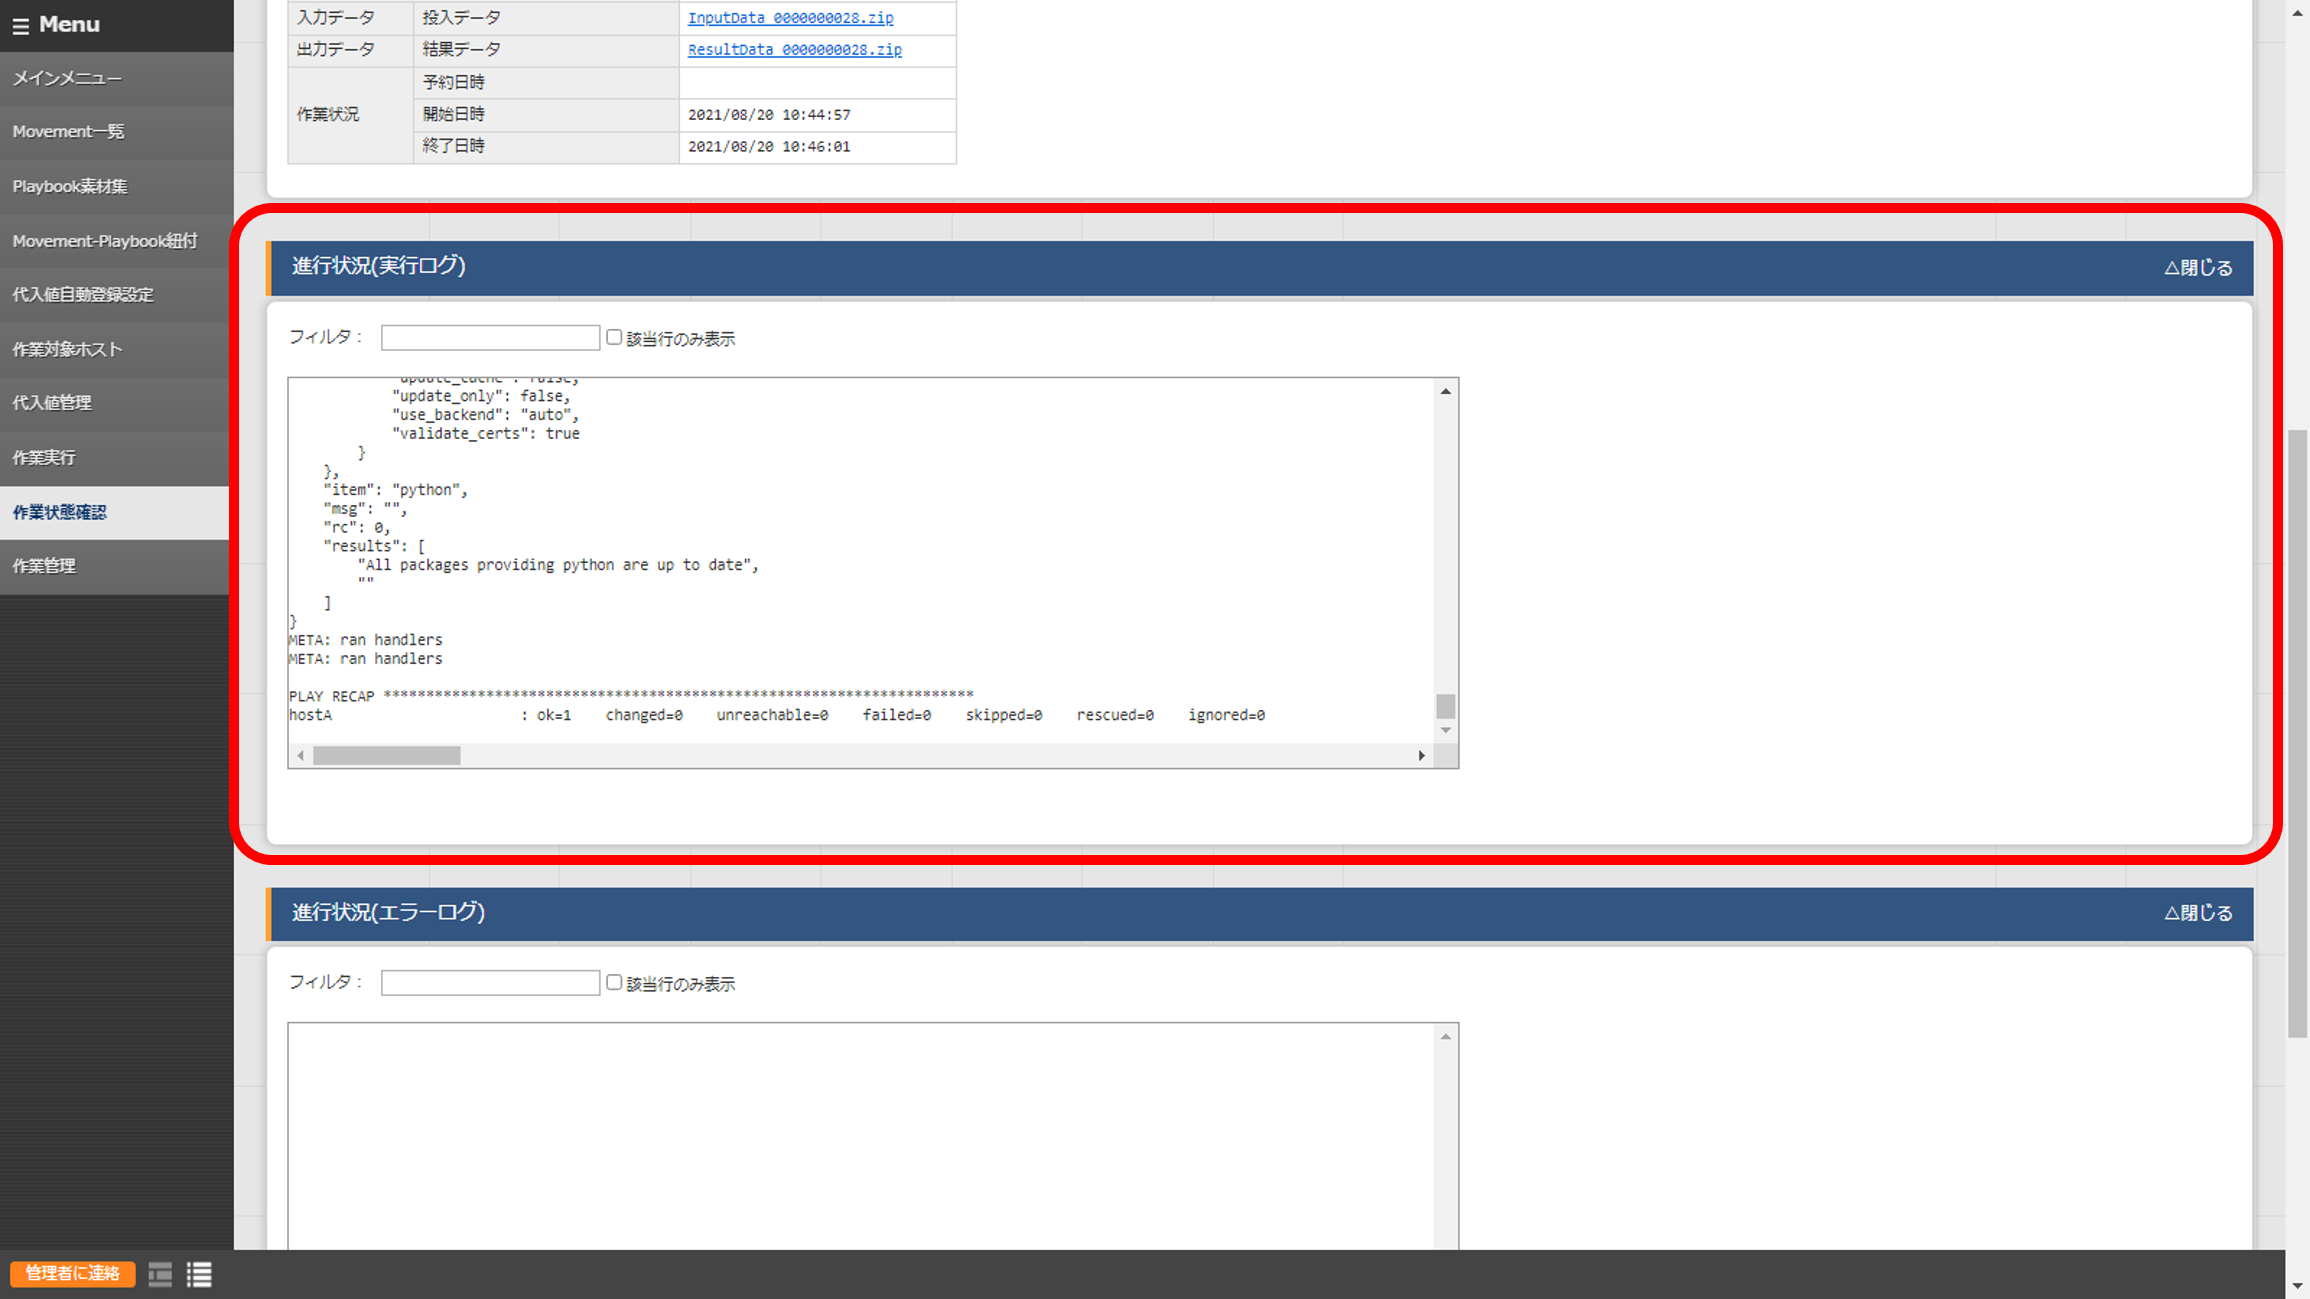 Menu
メインメニュー
Movement一覧
Playbook素材集
Movement-Playbook紐付
代入値自動登録設定
作業対象ホスト
代入値管理
作業実行
作業状態確認
作業管理
入力データ 投入データ InputData_0000000028.zip
出力データ 結果データ ResultData_0000000028.zip
作業状況
予約日時
開始日時 2021/08/20 10:44:57
終了日時 2021/08/20 10:46:01
進行状況(実行ログ) △閉じる
フィルタ： 該当行のみ表示
"update_cache": false,
"update_only": false,
"use_backend": "auto",
"validate_certs": true
}
},
"item": "python",
"msg": "",
"rc": 0,
"results": [
"All packages providing python are up to date",
""
]
}
META: ran handlers
META: ran handlers
PLAY RECAP *********************************************************************
hostA : ok=1 changed=0 unreachable=0 failed=0 skipped=0 rescued=0 ignored=0
進行状況(エラーログ) △閉じる
フィルタ： 該当行のみ表示
管理者に連絡